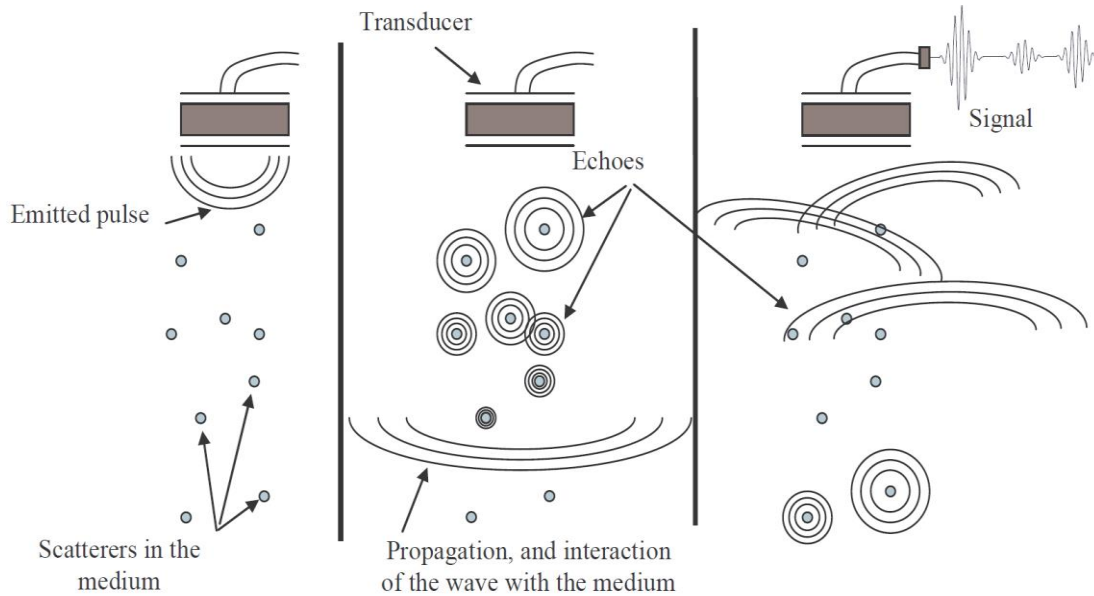 Transducer
Signal
Echoes
Emitted pulse
Scatterers in the
medium
Propagation, and interaction
of the wave with the medium